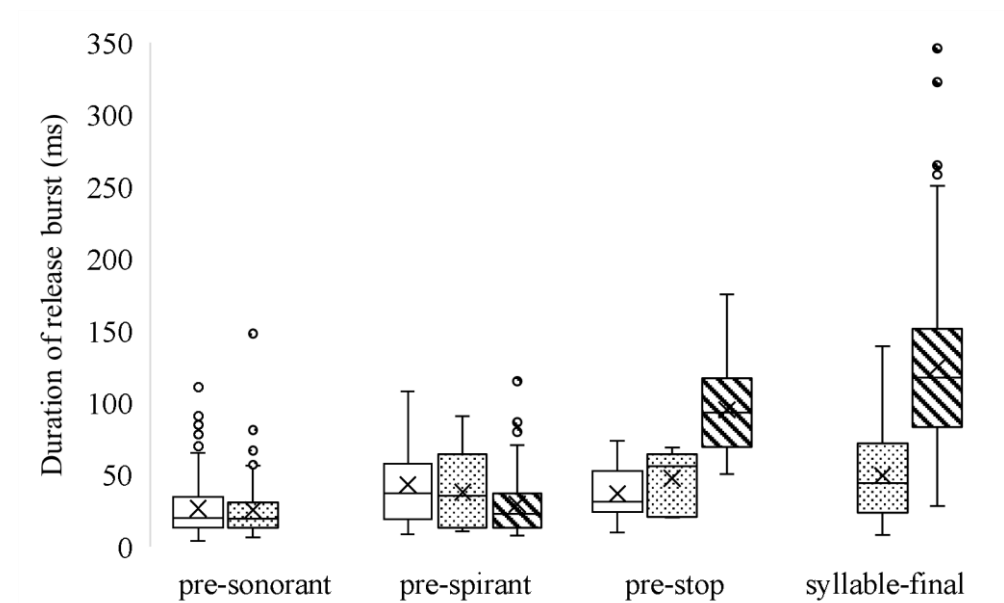 Duration of release burst (ms)
350
300
250
200
150
100
50
0
pre-sonorant
pre-spirant
pre-stop
syllable-final